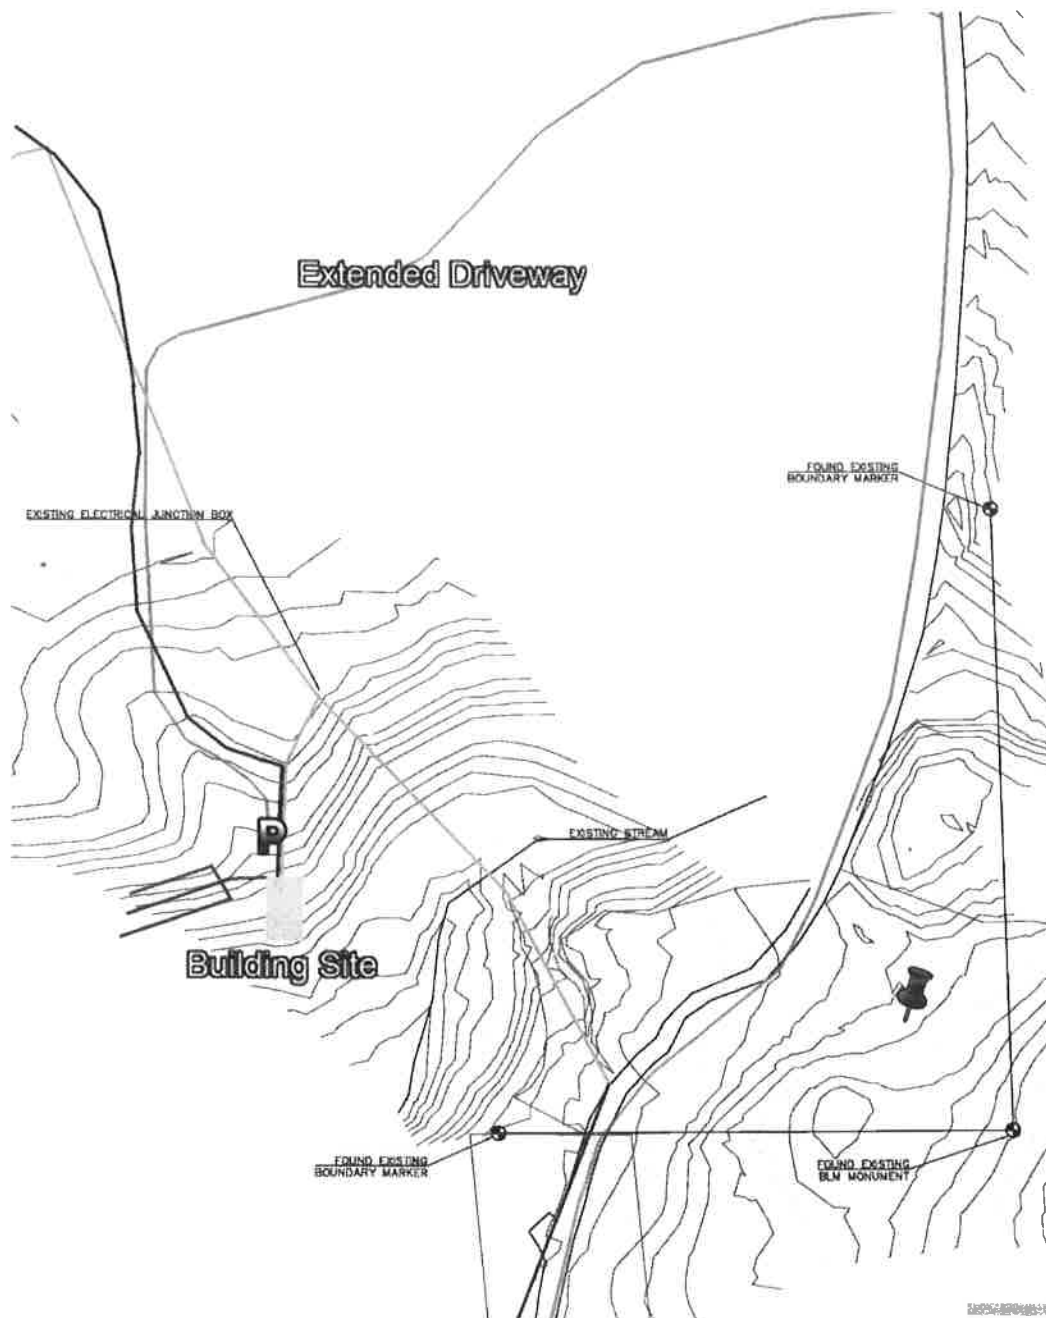 Extended Driveway
FOUND EXISTING
BOUNDARY MARKER
EXISTING ELECTRICAL JUNCTION BOX
P
EXISTING STREAM
Building Site
FOUND EXISTING
BOUNDARY MARKER
FOUND EXISTING
BLM MONUMENT